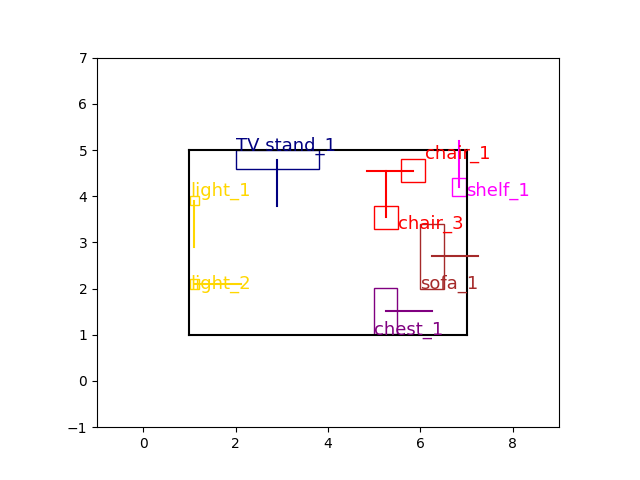 7
6
5
4
3
2
1
0
−1
0
2
4
6
8
TV stand_1
chair_1
light_1
shelf_1
chair_3
light_2
sofa_1
chest_1